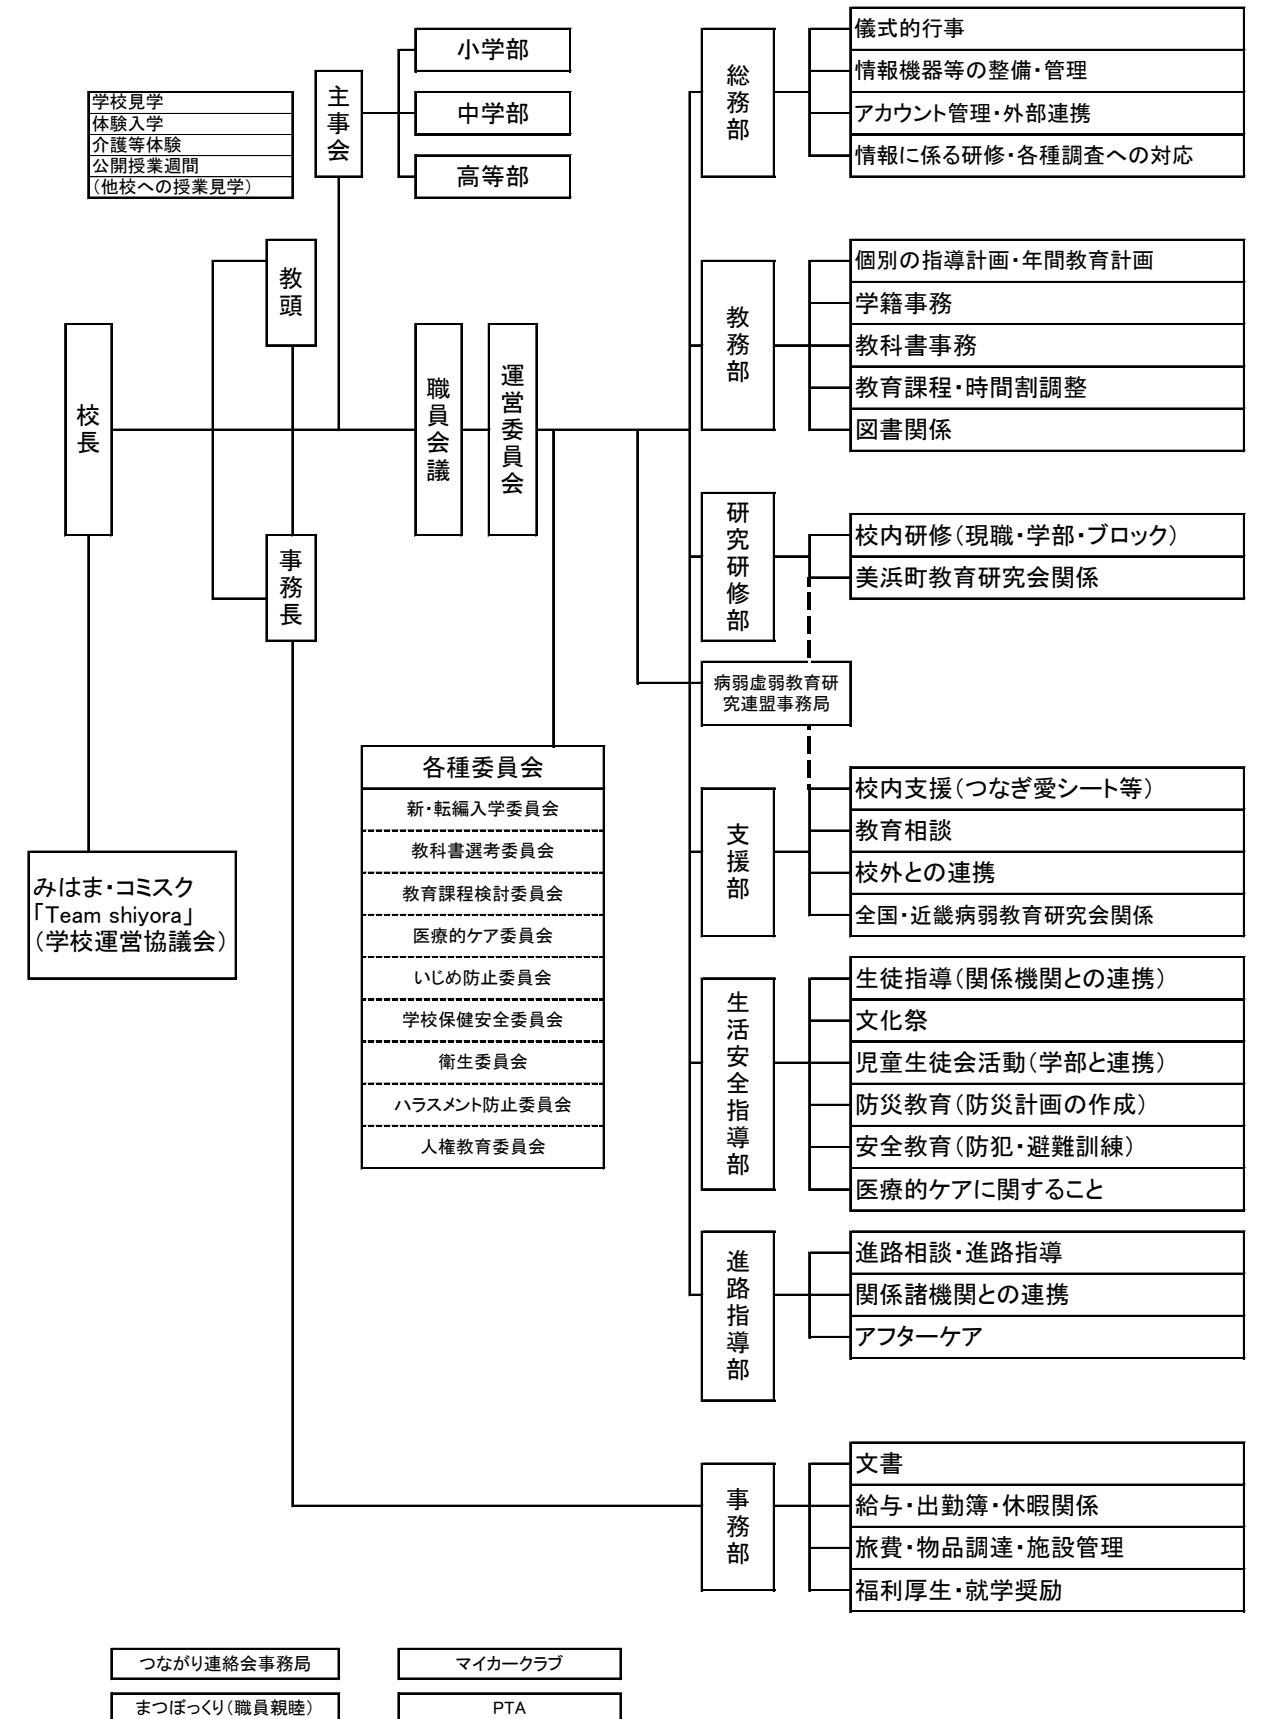 学校見学
体験入学
介護等体験
公開授業週間
(他校への授業見学)
主事会
小学部
中学部
高等部
校長
教頭
事務長
職員会議
運営委員会
みはま・コミスク
「Team shiyora」
(学校運営協議会)
各種委員会
新・転編入学委員会
教科書選考委員会
教育課程検討委員会
医療的ケア委員会
いじめ防止委員会
学校保健安全委員会
衛生委員会
ハラスメント防止委員会
人権教育委員会
総務部
儀式的行事
情報機器等の整備・管理
アカウント管理・外部連携
情報に係る研修・各種調査への対応
教務部
個別の指導計画・年間教育計画
学籍事務
教科書事務
教育課程・時間割調整
図書関係
研究研修部
校内研修(現職・学部・ブロック)
美浜町教育研究会関係
病弱虚弱教育研
究連盟事務局
支援部
校内支援(つなぎ愛シート等)
教育相談
校外との連携
全国・近畿病弱教育研究会関係
生活安全指導部
生徒指導(関係機関との連携)
文化祭
児童生徒会活動(学部と連携)
防災教育(防災計画の作成)
安全教育(防犯・避難訓練)
医療的ケアに関すること
進路指導部
進路相談・進路指導
関係諸機関との連携
アフターケア
事務部
文書
給与・出勤簿・休暇関係
旅費・物品調達・施設管理
福利厚生・就学奨励
つながり連絡会事務局
マイカークラブ
まつぼっくり(職員親睦)
PTA